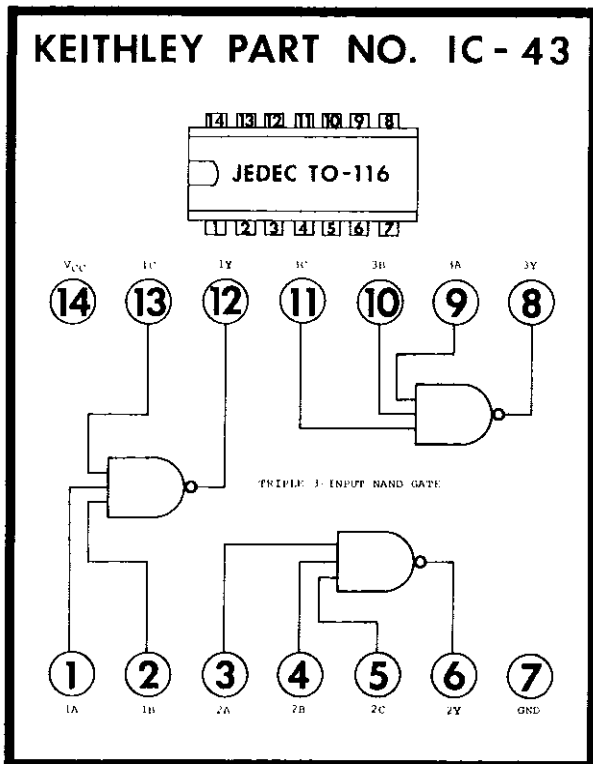 KEITHLEY PART NO. IC-43
14 13 12 11 10 9 8
JEDEC TO-116
1 2 3 4 5 6 7
VCC 1C 1Y 3C 3B 3A 3Y
14 13 12 11 10 9 8
TRIPLE 3-INPUT NAND GATE
1 2 3 4 5 6 7
1A 1B 2A 2B 2C 2Y GND